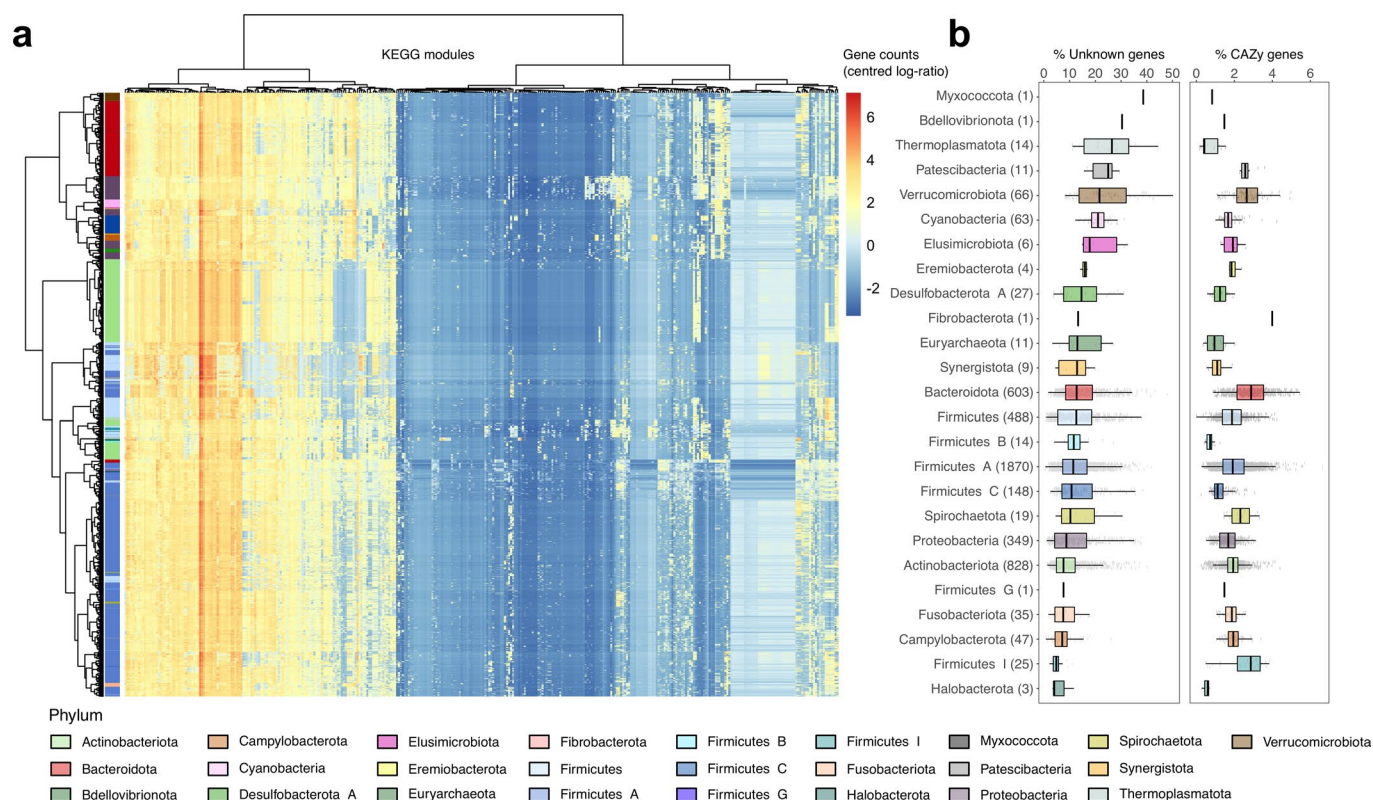 a
KEGG modules
Gene counts
(centred log-ratio)
6
4
2
0
-2
b
% Unknown genes
% CAZy genes
0 10 20 30 40 50
0 2 4 6
Myxococcota (1)
Bdellovibrionota (1)
Thermoplasmatota (14)
Patescibacteria (11)
Verrucomicrobiota (66)
Cyanobacteria (63)
Elusimicrobiota (6)
Eremiobacterota (4)
Desulfobacterota A (27)
Fibrobacterota (1)
Euryarchaeota (11)
Synergistota (9)
Bacteroidota (603)
Firmicutes (488)
Firmicutes B (14)
Firmicutes A (1870)
Firmicutes C (148)
Spirochaetota (19)
Proteobacteria (349)
Actinobacteriota (828)
Firmicutes G (1)
Fusobacteriota (35)
Campylobacterota (47)
Firmicutes I (25)
Halobacterota (3)
Phylum
Actinobacteriota Campylobacterota Elusimicrobiota Fibrobacterota Firmicutes B Firmicutes I Myxococcota Spirochaetota Verrucomicrobiota
Bacteroidota Cyanobacteria Eremiobacterota Firmicutes Firmicutes C Fusobacteriota Patescibacteria Synergistota
Bdellovibrionota Desulfobacterota A Euryarchaeota Firmicutes A Firmicutes G Halobacterota Proteobacteria Thermoplasmatota